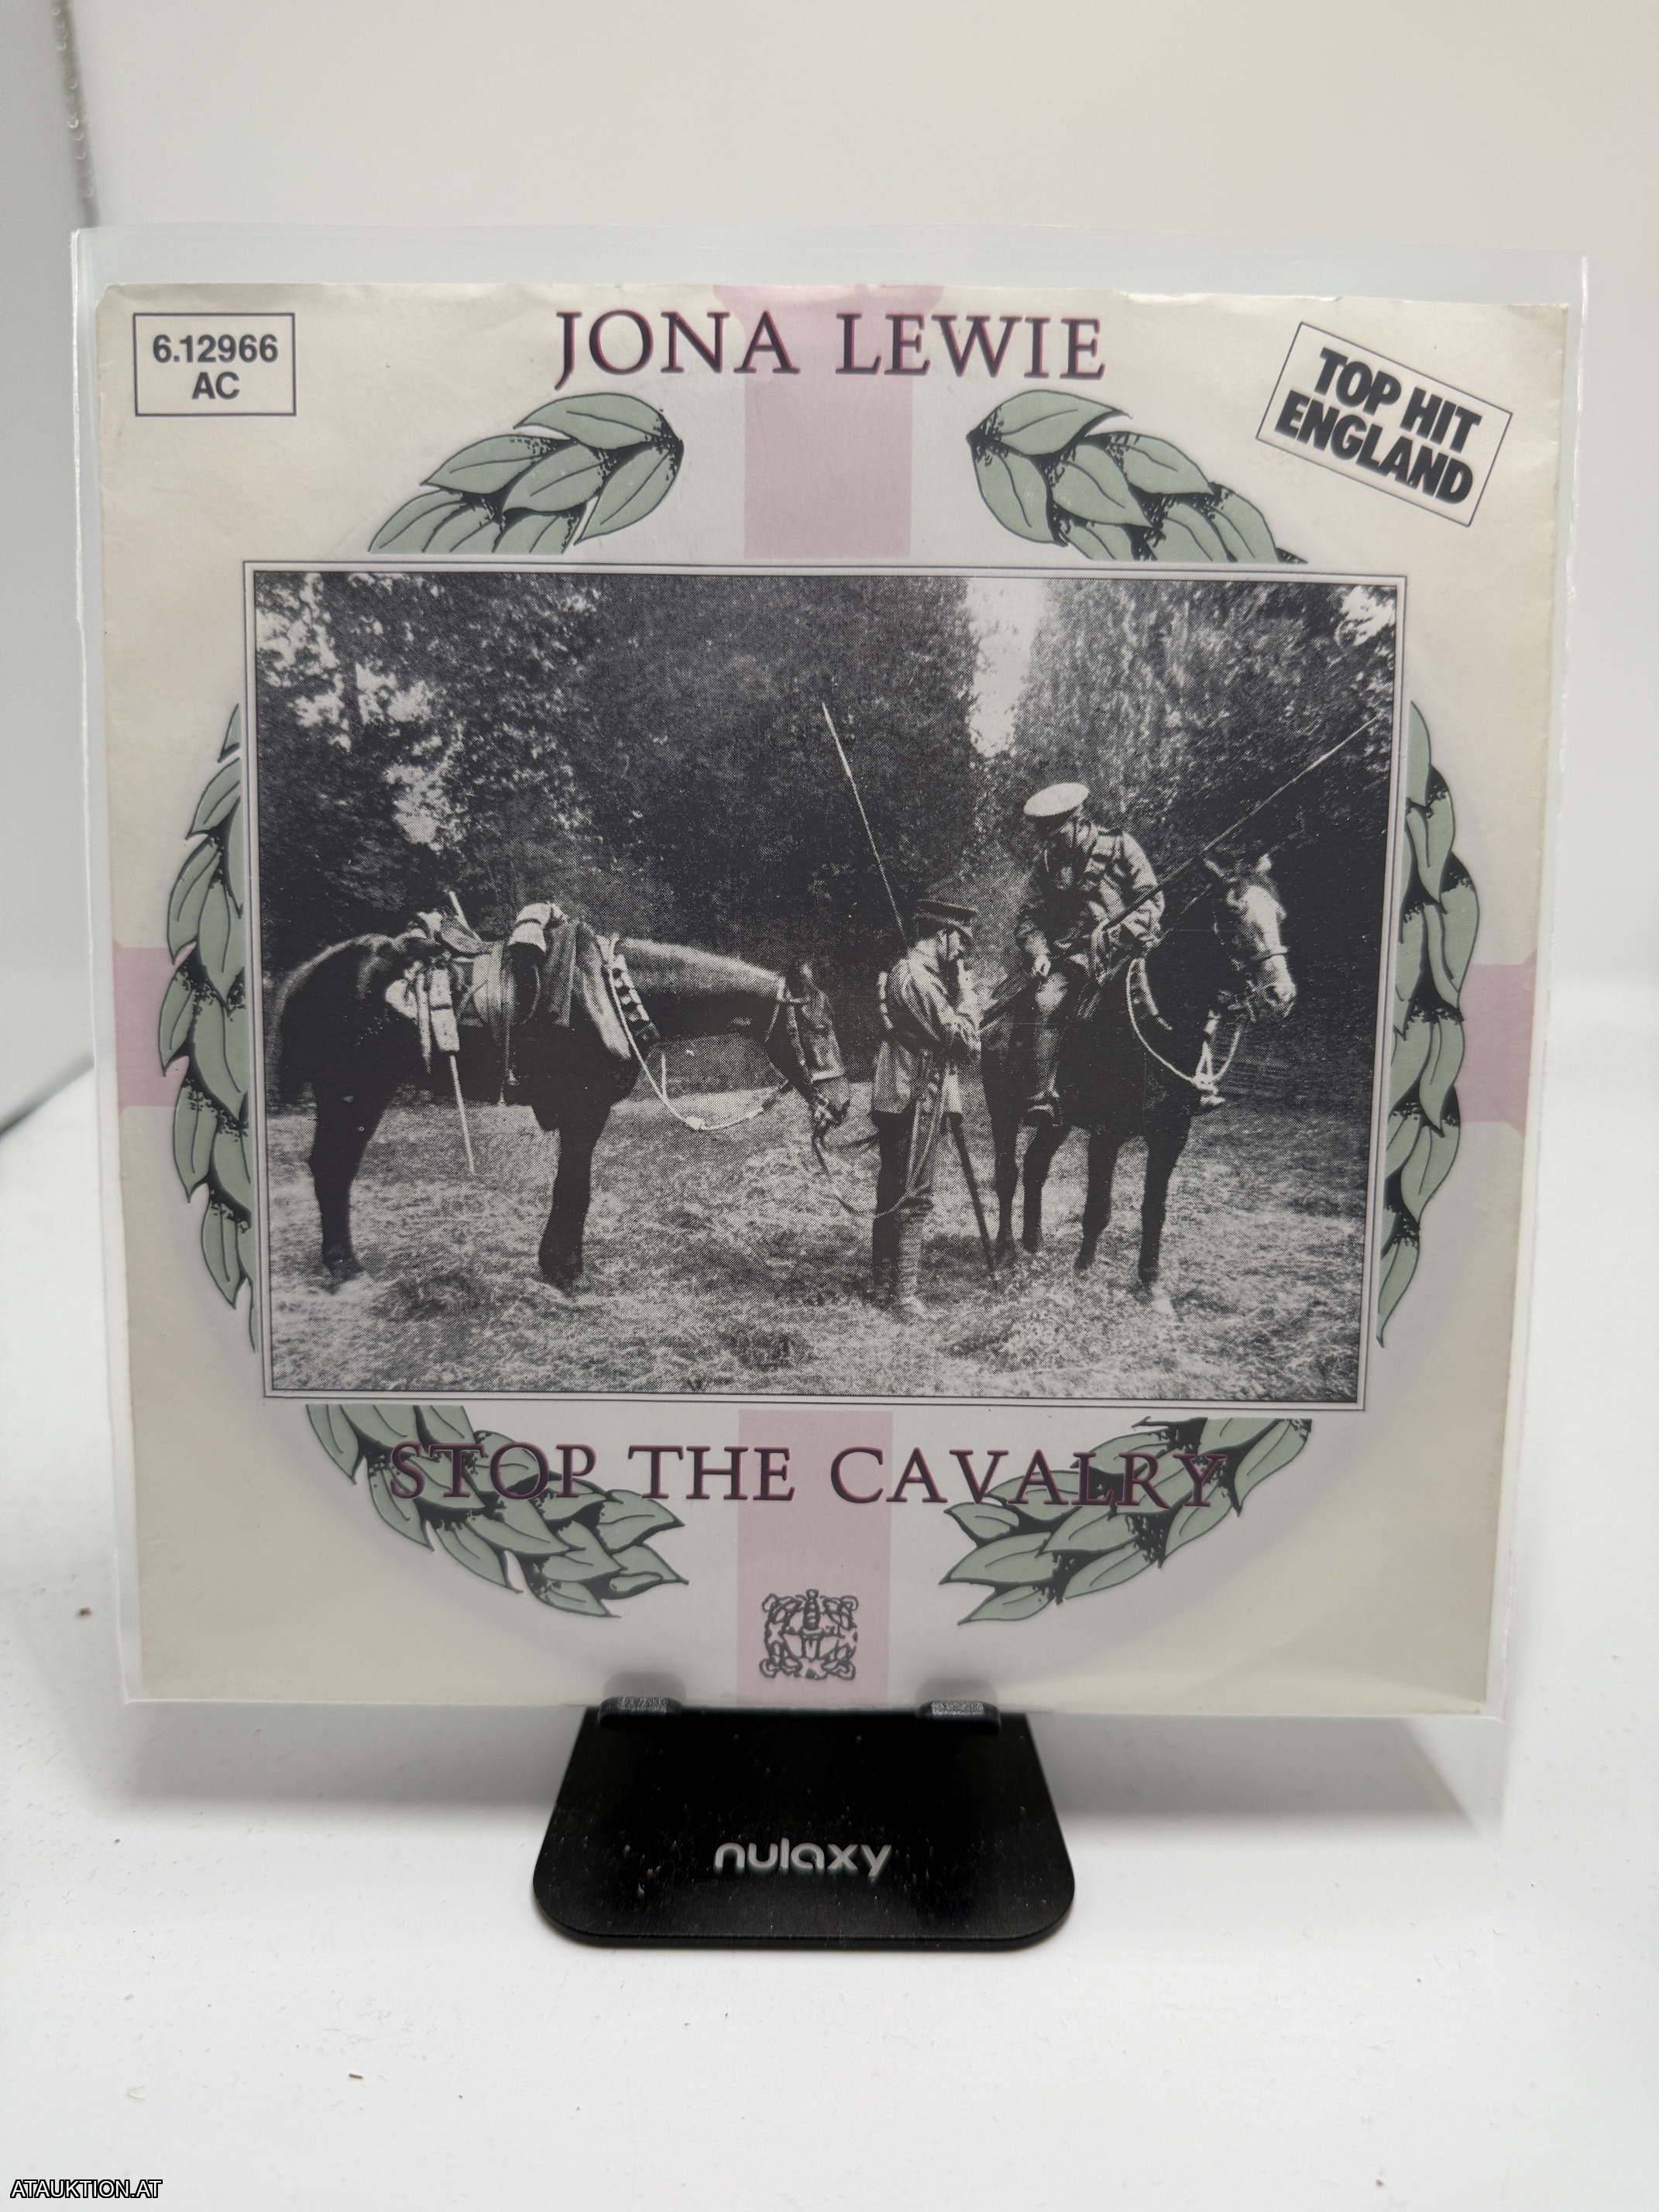 JONA LEWIE
6.12966
AC
TOP HIT
ENGLAND
STOP THE CAVALRY
nulaxy
ATAUKTION.AT